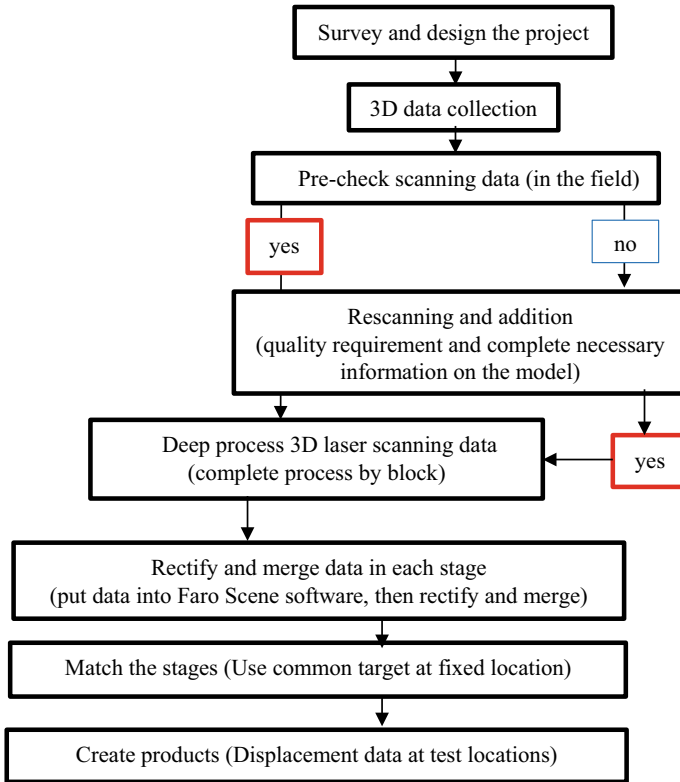 Survey and design the project
3D data collection
Pre-check scanning data (in the field)
yes
no
Rescanning and addition
(quality requirement and complete necessary
information on the model)
Deep process 3D laser scanning data
(complete process by block)
yes
Rectify and merge data in each stage
(put data into Faro Scene software, then rectify and merge)
Match the stages (Use common target at fixed location)
Create products (Displacement data at test locations)